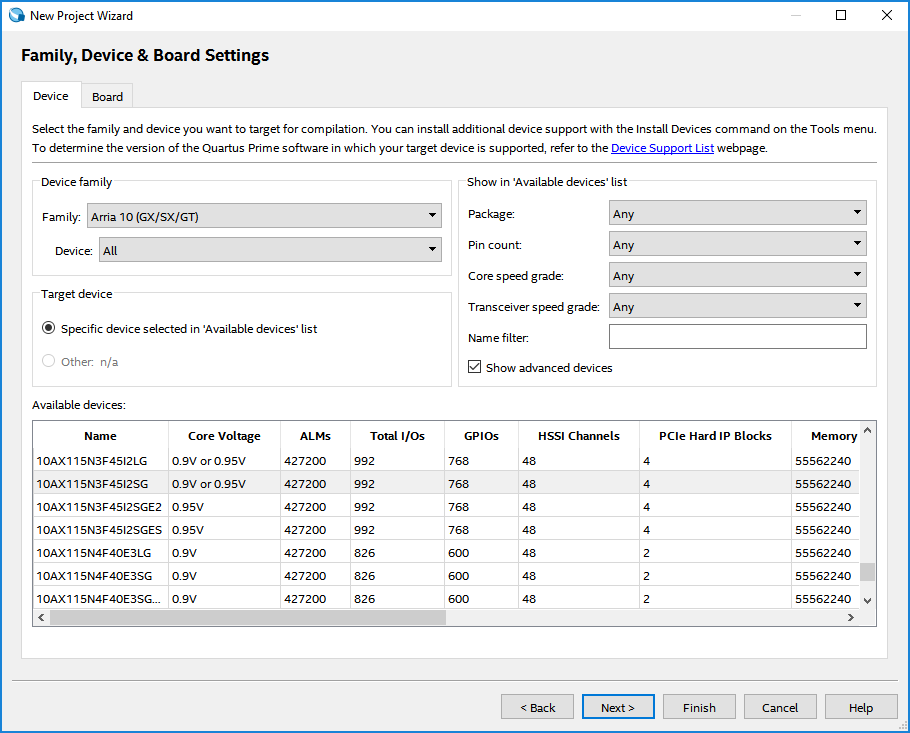 New Project Wizard
Family, Device & Board Settings
Device Board
Select the family and device you want to target for compilation. You can install additional device support with the Install Devices command on the Tools menu.
To determine the version of the Quartus Prime software in which your target device is supported, refer to the Device Support List webpage.
Device family
Family: Arria 10 (GX/SX/GT)
Device: All
Target device
Specific device selected in 'Available devices' list
Other: n/a
Show in 'Available devices' list
Package: Any
Pin count: Any
Core speed grade: Any
Transceiver speed grade: Any
Name filter:
Show advanced devices
Available devices:
Name Core Voltage ALMs Total I/Os GPIOs HSSI Channels PCIe Hard IP Blocks Memory
10AX115N3F45I2LG 0.9V or 0.95V 427200 992 768 48 4 55562240
10AX115N3F45I2SG 0.9V or 0.95V 427200 992 768 48 4 55562240
10AX115N3F45I2SGE2 0.95V 427200 992 768 48 4 55562240
10AX115N3F45I2SGES 0.95V 427200 992 768 48 4 55562240
10AX115N4F40E3LG 0.9V 427200 826 600 48 2 55562240
10AX115N4F40E3SG 0.9V 427200 826 600 48 2 55562240
10AX115N4F40E3SG... 0.9V 427200 826 600 48 2 55562240
< Back Next > Finish Cancel Help